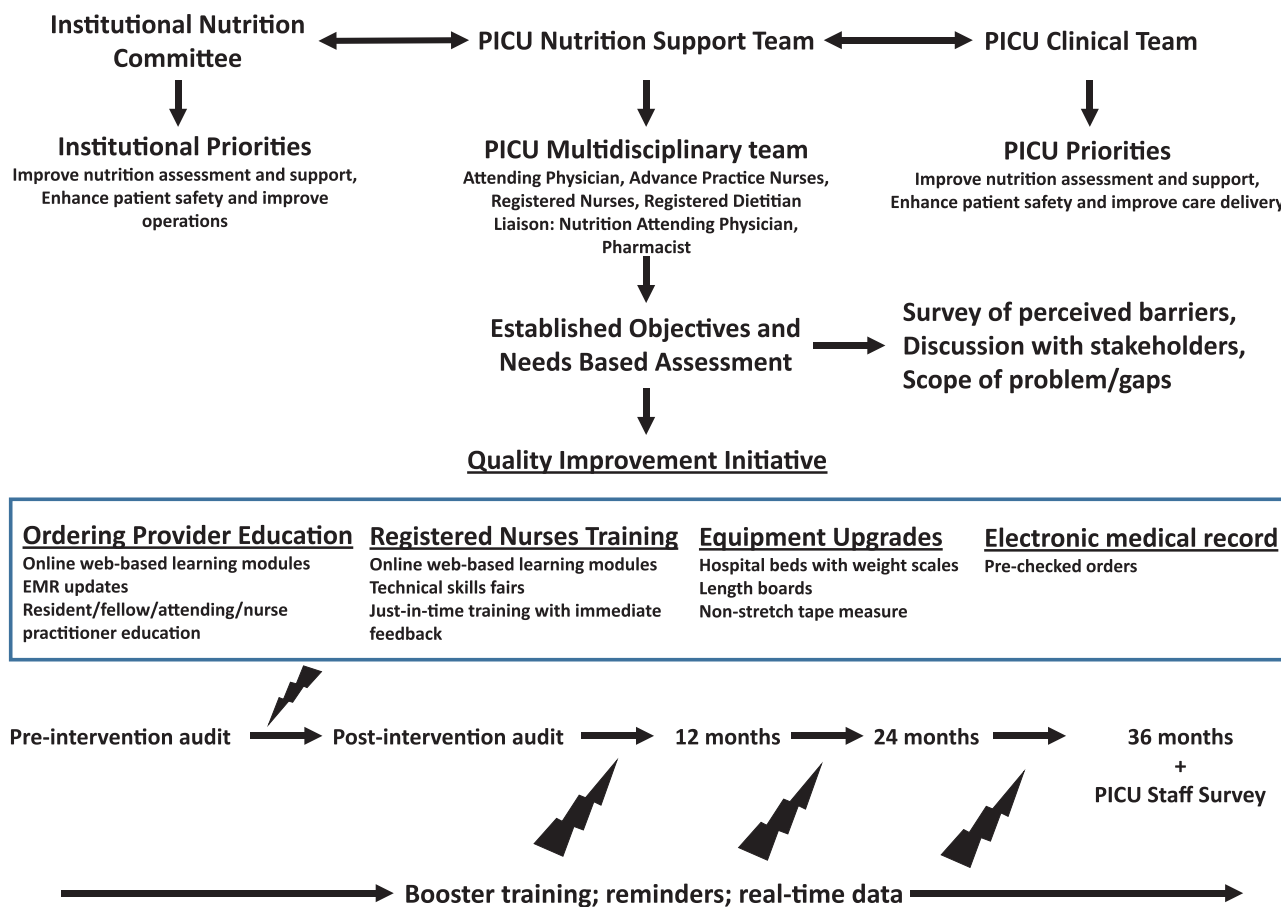 Institutional Nutrition
Committee
PICU Nutrition Support Team
PICU Clinical Team
Institutional Priorities
Improve nutrition assessment and support,
Enhance patient safety and improve
operations
PICU Multidisciplinary team
Attending Physician, Advance Practice Nurses,
Registered Nurses, Registered Dietitian
Liaison: Nutrition Attending Physician,
Pharmacist
PICU Priorities
Improve nutrition assessment and support,
Enhance patient safety and improve care delivery
Established Objectives and
Needs Based Assessment
Survey of perceived barriers,
Discussion with stakeholders,
Scope of problem/gaps
Quality Improvement Initiative
Ordering Provider Education
Online web-based learning modules
EMR updates
Resident/fellow/attending/nurse
practitioner education
Registered Nurses Training
Online web-based learning modules
Technical skills fairs
Just-in-time training with immediate
feedback
Equipment Upgrades
Hospital beds with weight scales
Length boards
Non-stretch tape measure
Electronic medical record
Pre-checked orders
Pre-intervention audit
Post-intervention audit
12 months
24 months
36 months
+
PICU Staff Survey
Booster training; reminders; real-time data